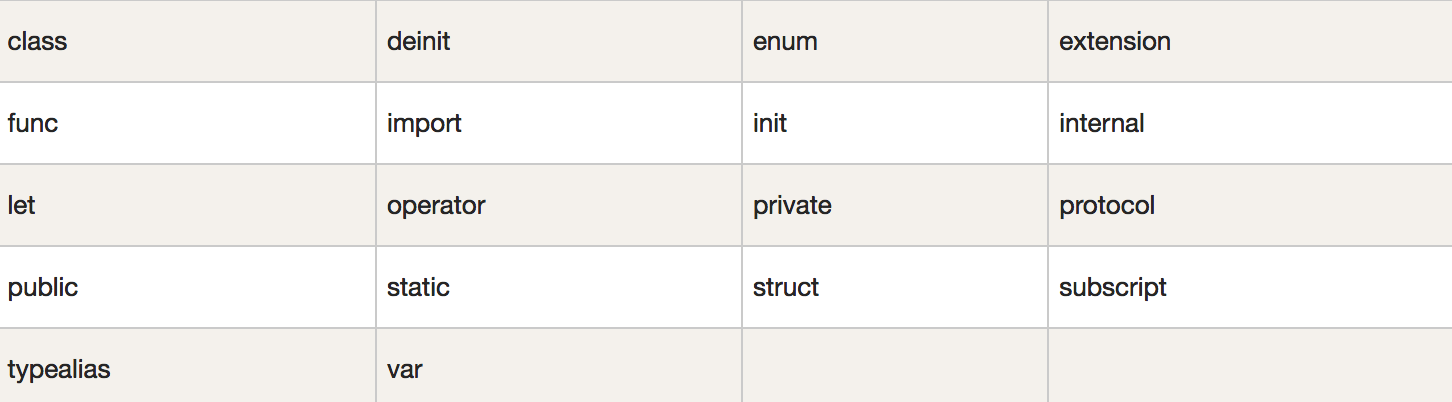 class deinit enum extension
func import init internal
let operator private protocol
public static struct subscript
typealias var